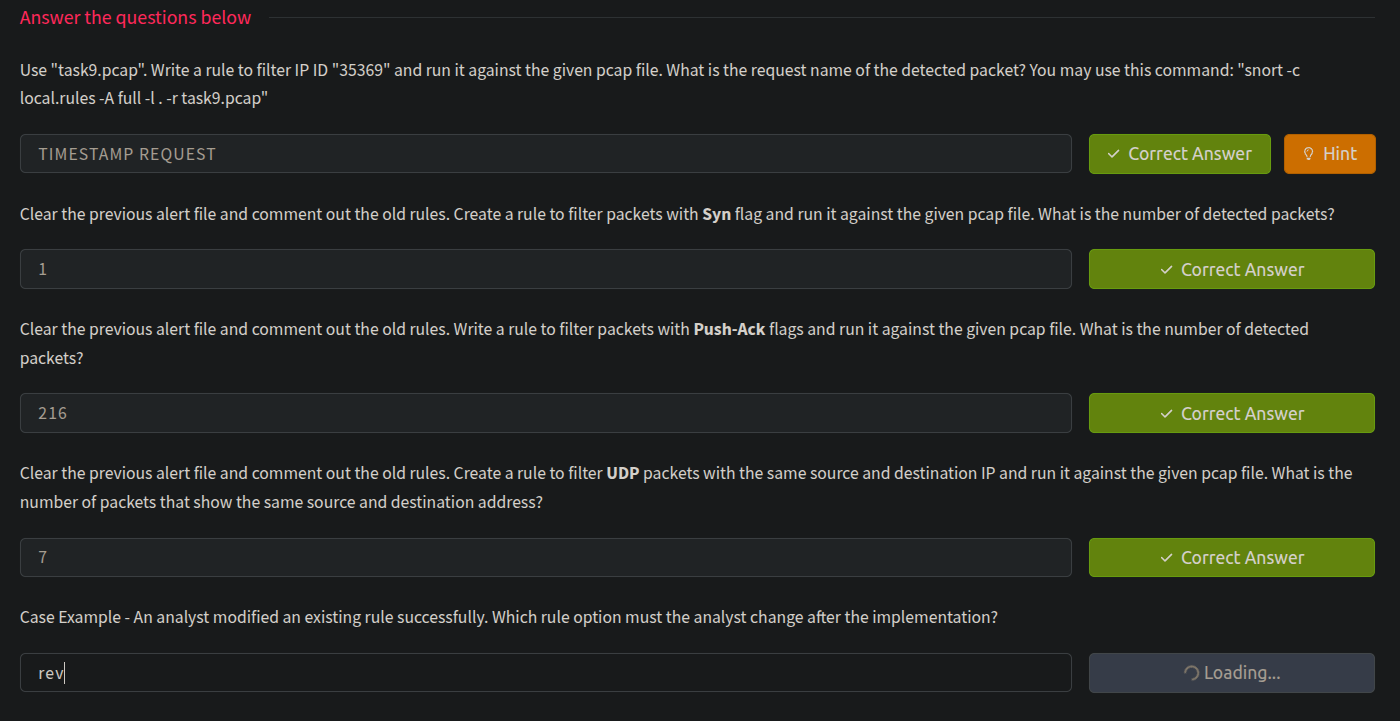 Answer the questions below
Use "task9.pcap". Write a rule to filter IP ID "35369" and run it against the given pcap file. What is the request name of the detected packet? You may use this command: "snort -c
local.rules -A full -l . -r task9.pcap"
TIMESTAMP REQUEST
Correct Answer
Hint
Clear the previous alert file and comment out the old rules. Create a rule to filter packets with Syn flag and run it against the given pcap file. What is the number of detected packets?
1
Correct Answer
Clear the previous alert file and comment out the old rules. Write a rule to filter packets with Push-Ack flags and run it against the given pcap file. What is the number of detected
packets?
216
Correct Answer
Clear the previous alert file and comment out the old rules. Create a rule to filter UDP packets with the same source and destination IP and run it against the given pcap file. What is the
number of packets that show the same source and destination address?
7
Correct Answer
Case Example - An analyst modified an existing rule successfully. Which rule option must the analyst change after the implementation?
rev
Loading...